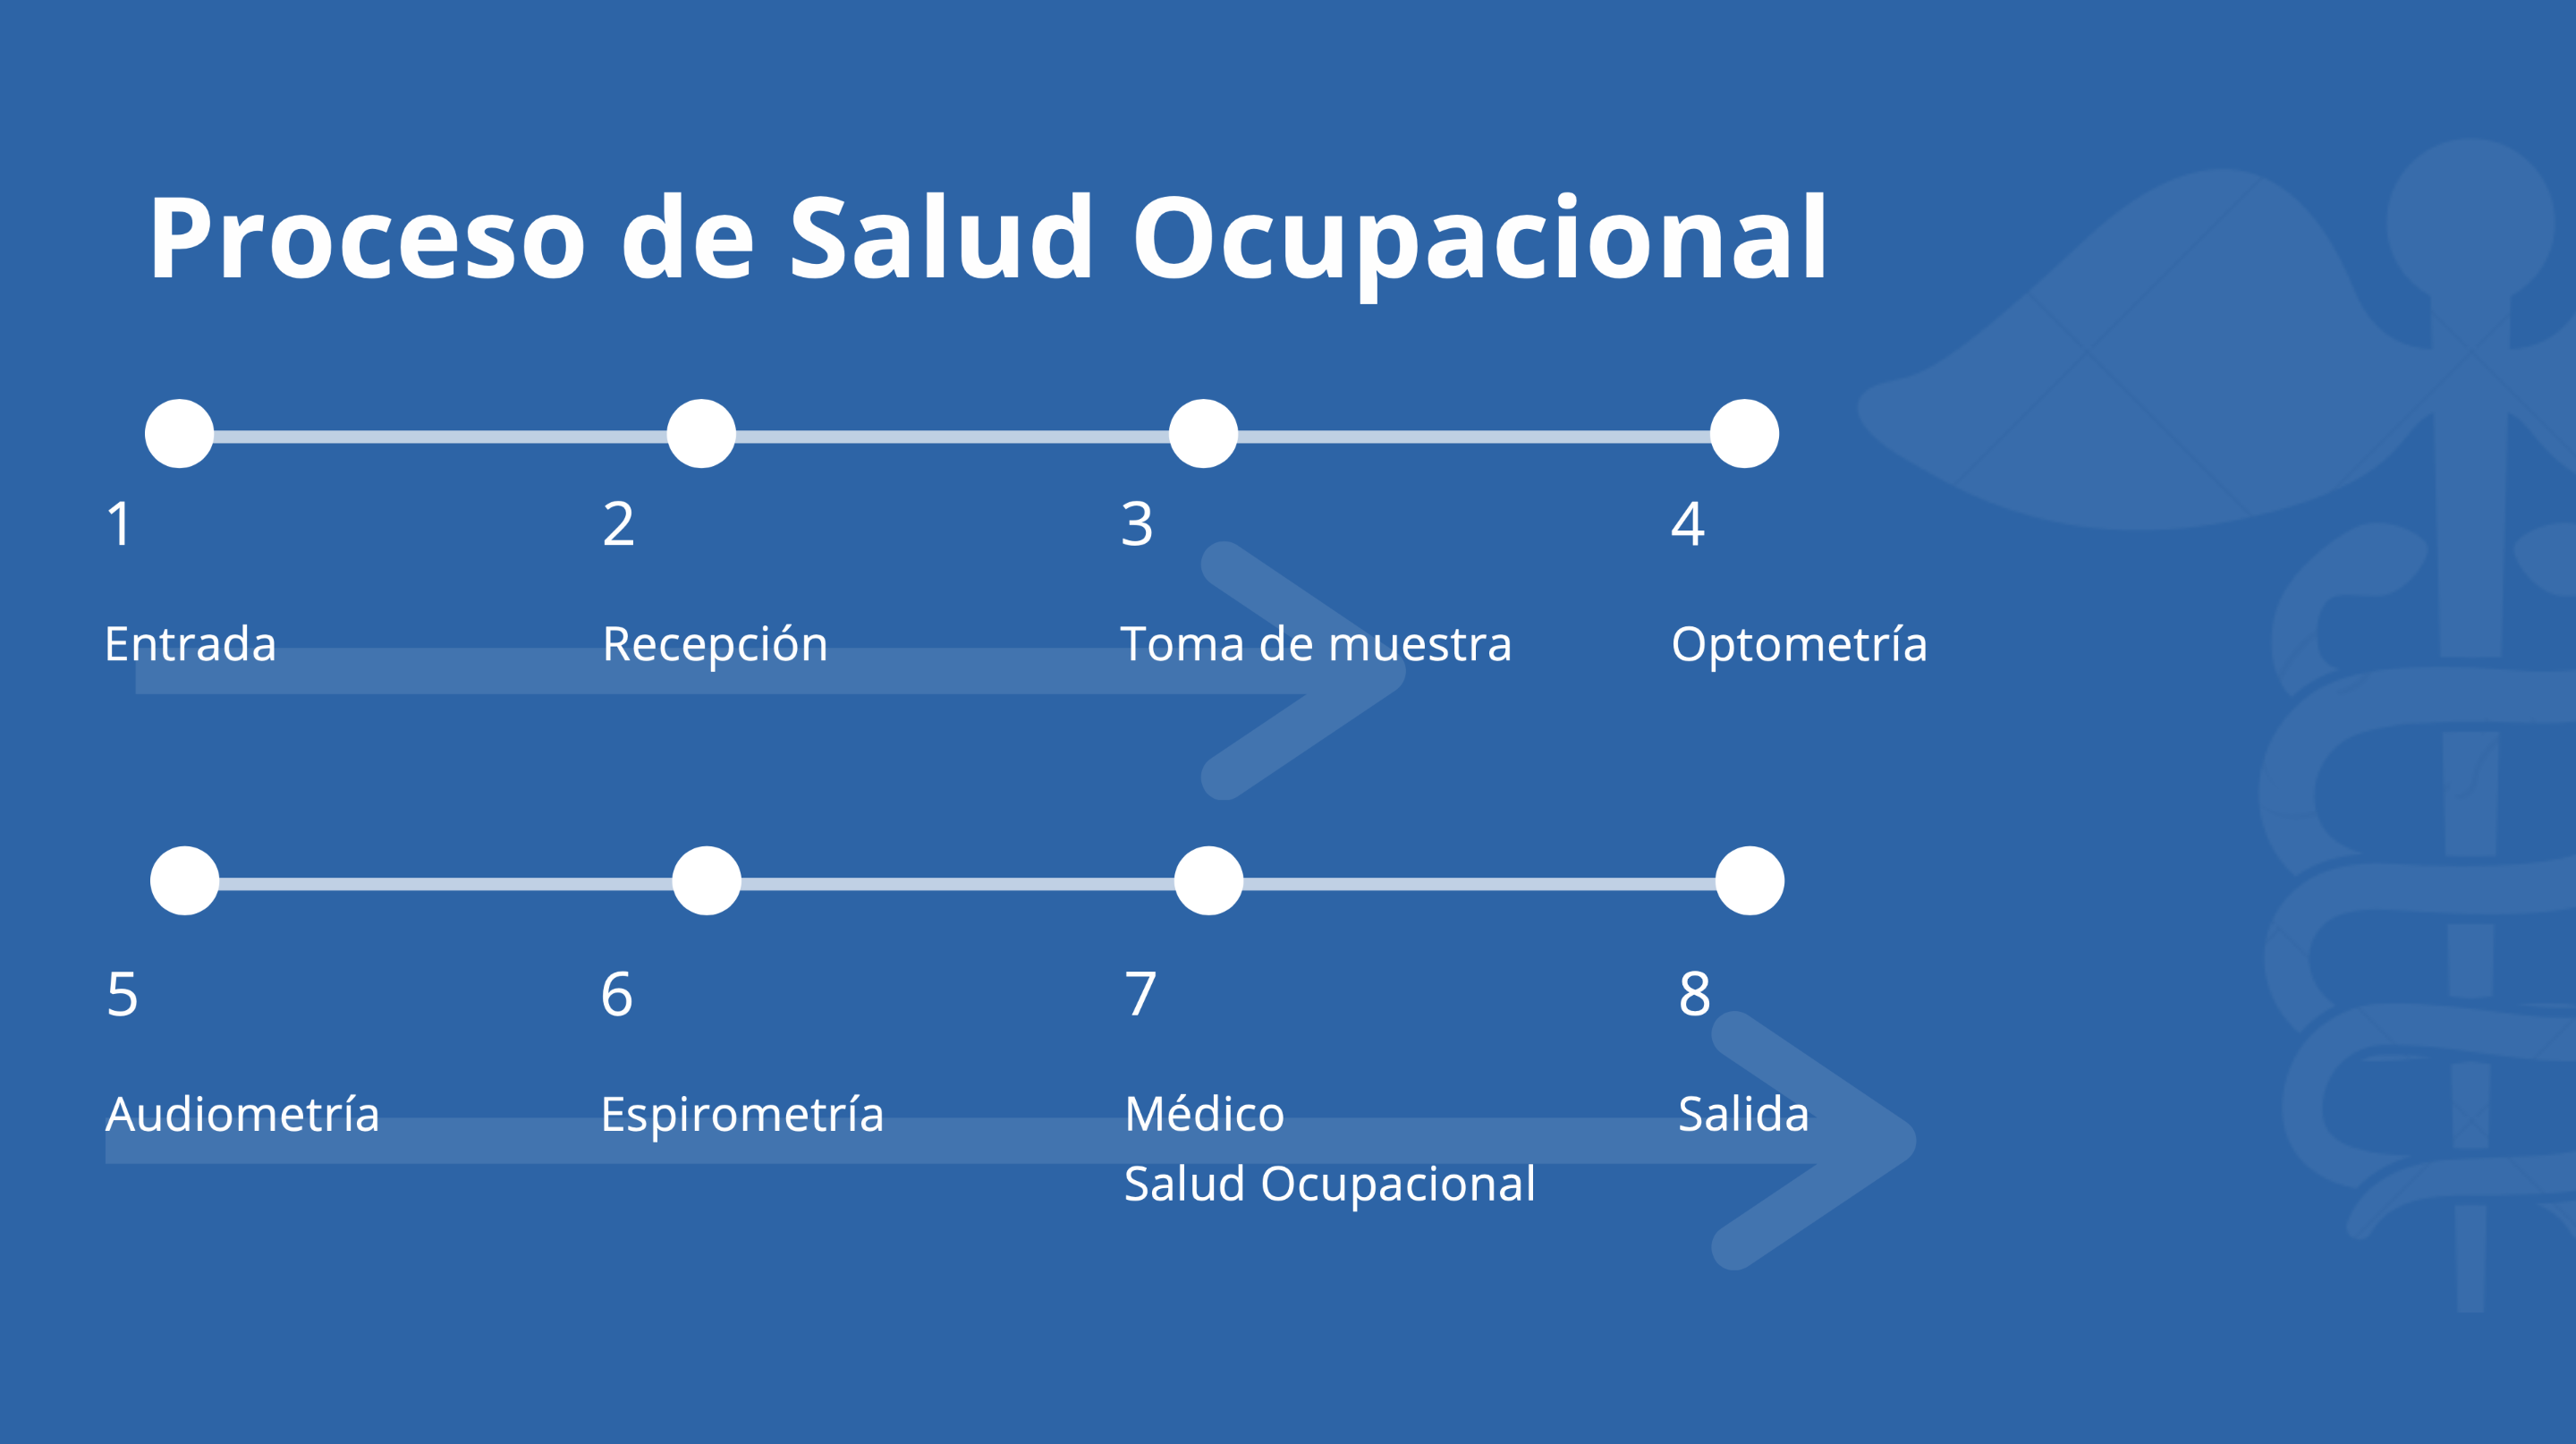 Proceso de Salud Ocupacional
1
2
3
4
Entrada
Recepción
Toma de muestra
Optometría
5
6
7
8
Audiometría
Espirometría
Médico
Salud Ocupacional
Salida